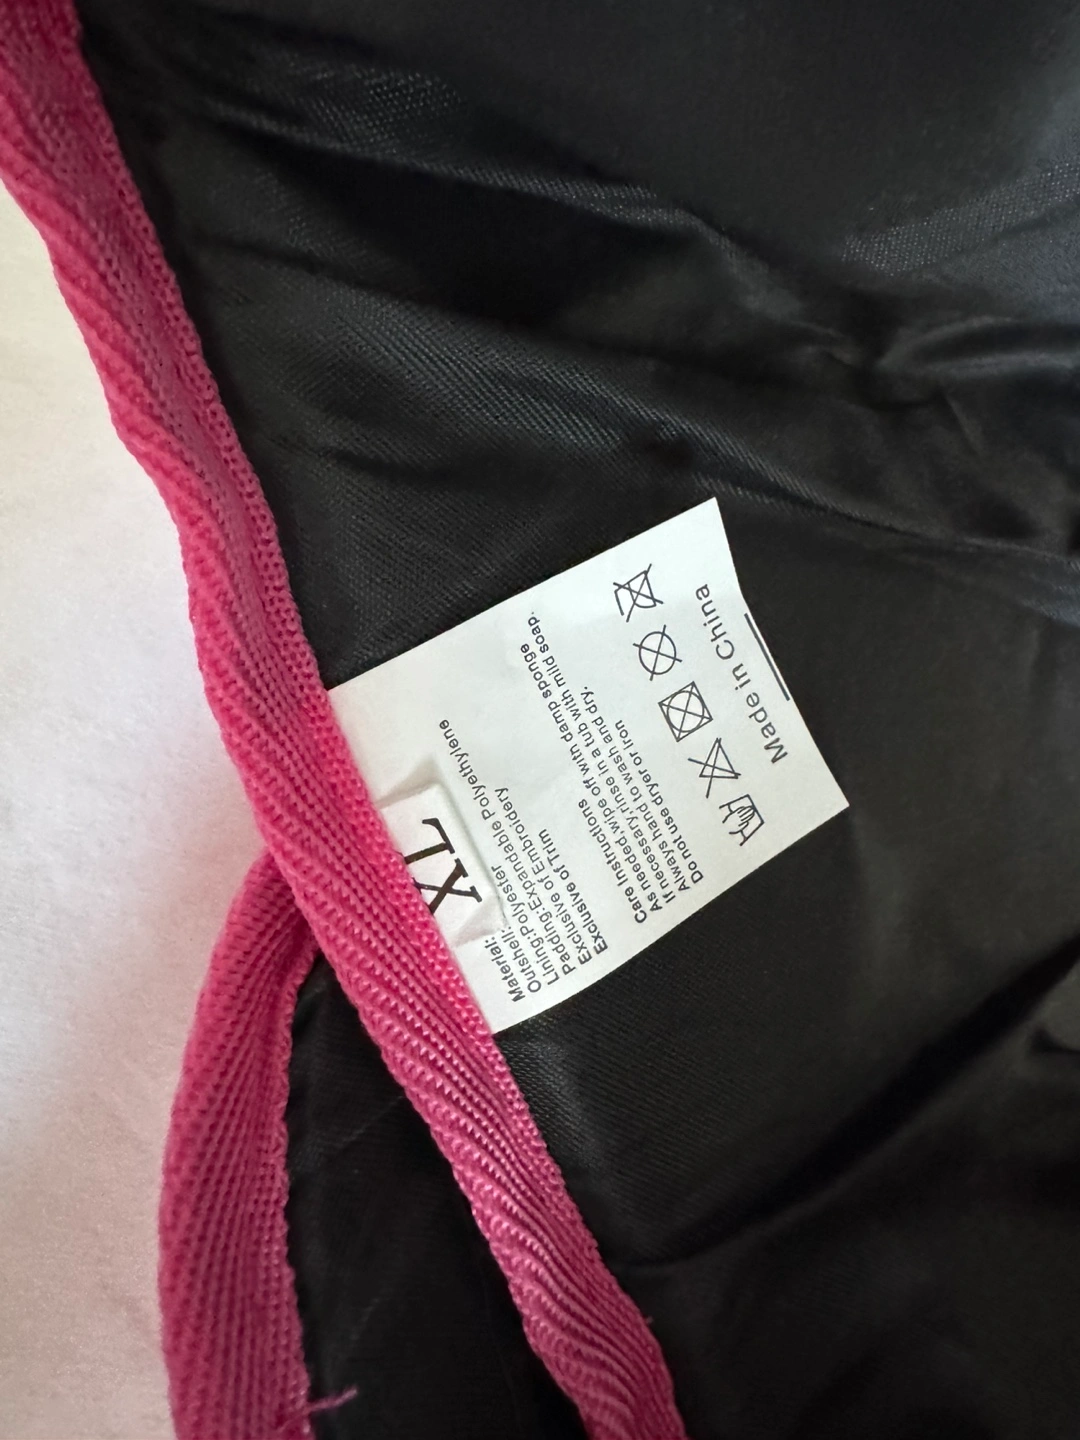 XL
Material:
Outshell:
Lining:Polyester
Padding:Expandable Polyethylene
Exclusive of Embroidery
Exclusive of Trim
Care Instructions
As needed,wipe off with damp sponge
If necessary,rinse in a tub with mild soap.
Always hand to wash and dry.
Do not use dryer or iron
Made in China